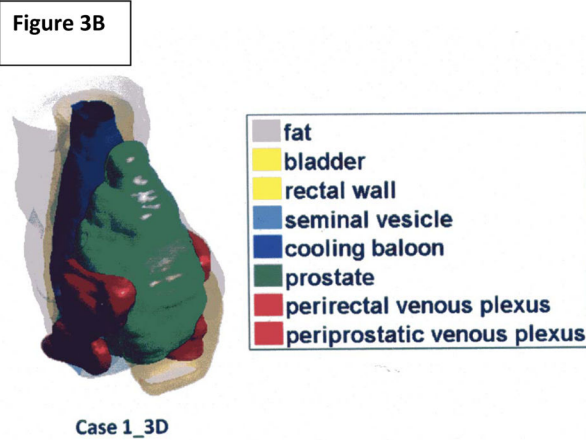 Figure 3B
fat
bladder
rectal wall
seminal vesicle
cooling baloon
prostate
perirectal venous plexus
periprostatic venous plexus
Case 1_3D